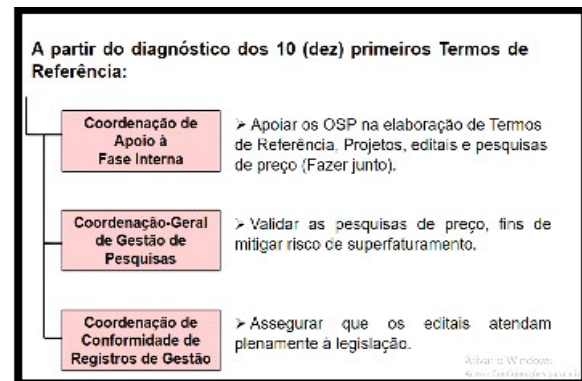 A partir do diagnóstico dos 10 (dez) primeiros Termos de
Referência:
Coordenação de
Apoio à
Fase Interna
➢ Apoiar os OSP na elaboração de Termos
de Referência, Projetos, editais e pesquisas
de preço (Fazer junto).
Coordenação-Geral
de Gestão de
Pesquisas
➢ Validar as pesquisas de preço, fins de
mitigar risco de superfaturamento.
Coordenação de
Conformidade de
Registros de Gestão
➢ Assegurar que os editais atendam
plenamente à legislação.
Ativar o Windows